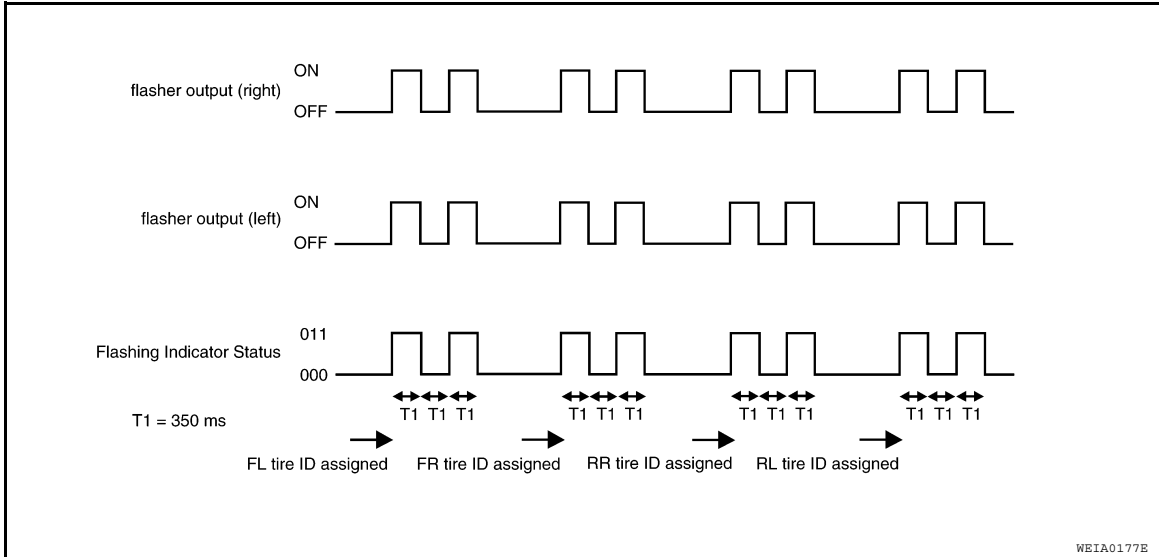 ON
flasher output (right)
OFF
ON
flasher output (left)
OFF
011
Flashing Indicator Status
000
T1 T1 T1 T1 T1 T1 T1 T1 T1 T1 T1 T1
T1 = 350 ms
FL tire ID assigned FR tire ID assigned RR tire ID assigned RL tire ID assigned
WEIA0177E